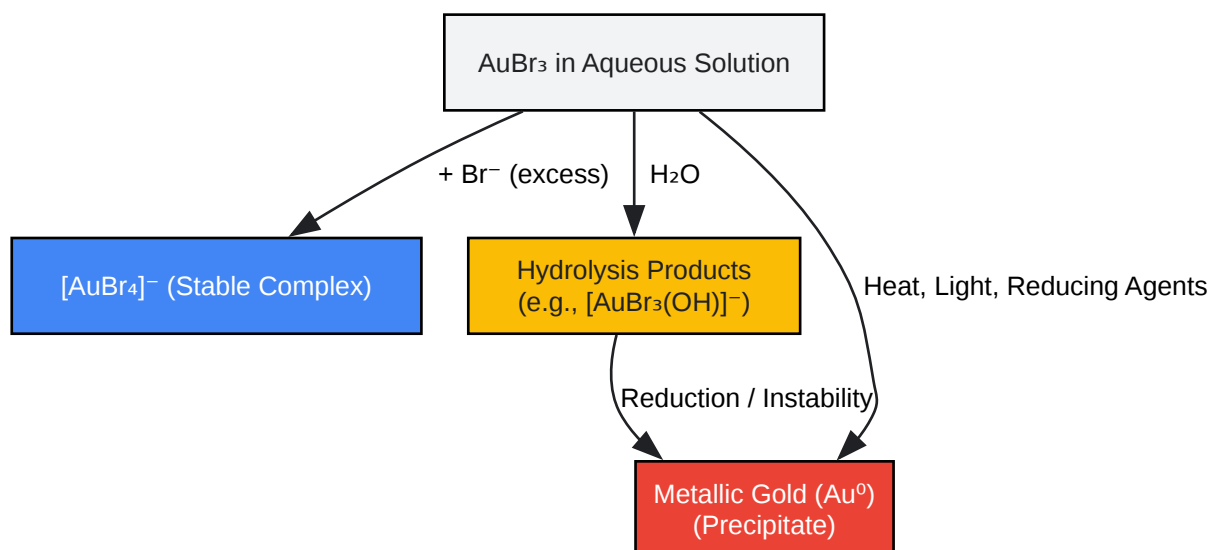 AuBr₃ in Aqueous Solution
+ Br⁻ (excess)
H₂O
[AuBr₄]⁻ (Stable Complex)
Hydrolysis Products
(e.g., [AuBr₃(OH)]⁻)
Heat, Light, Reducing Agents
Reduction / Instability
Metallic Gold (Au⁰)
(Precipitate)